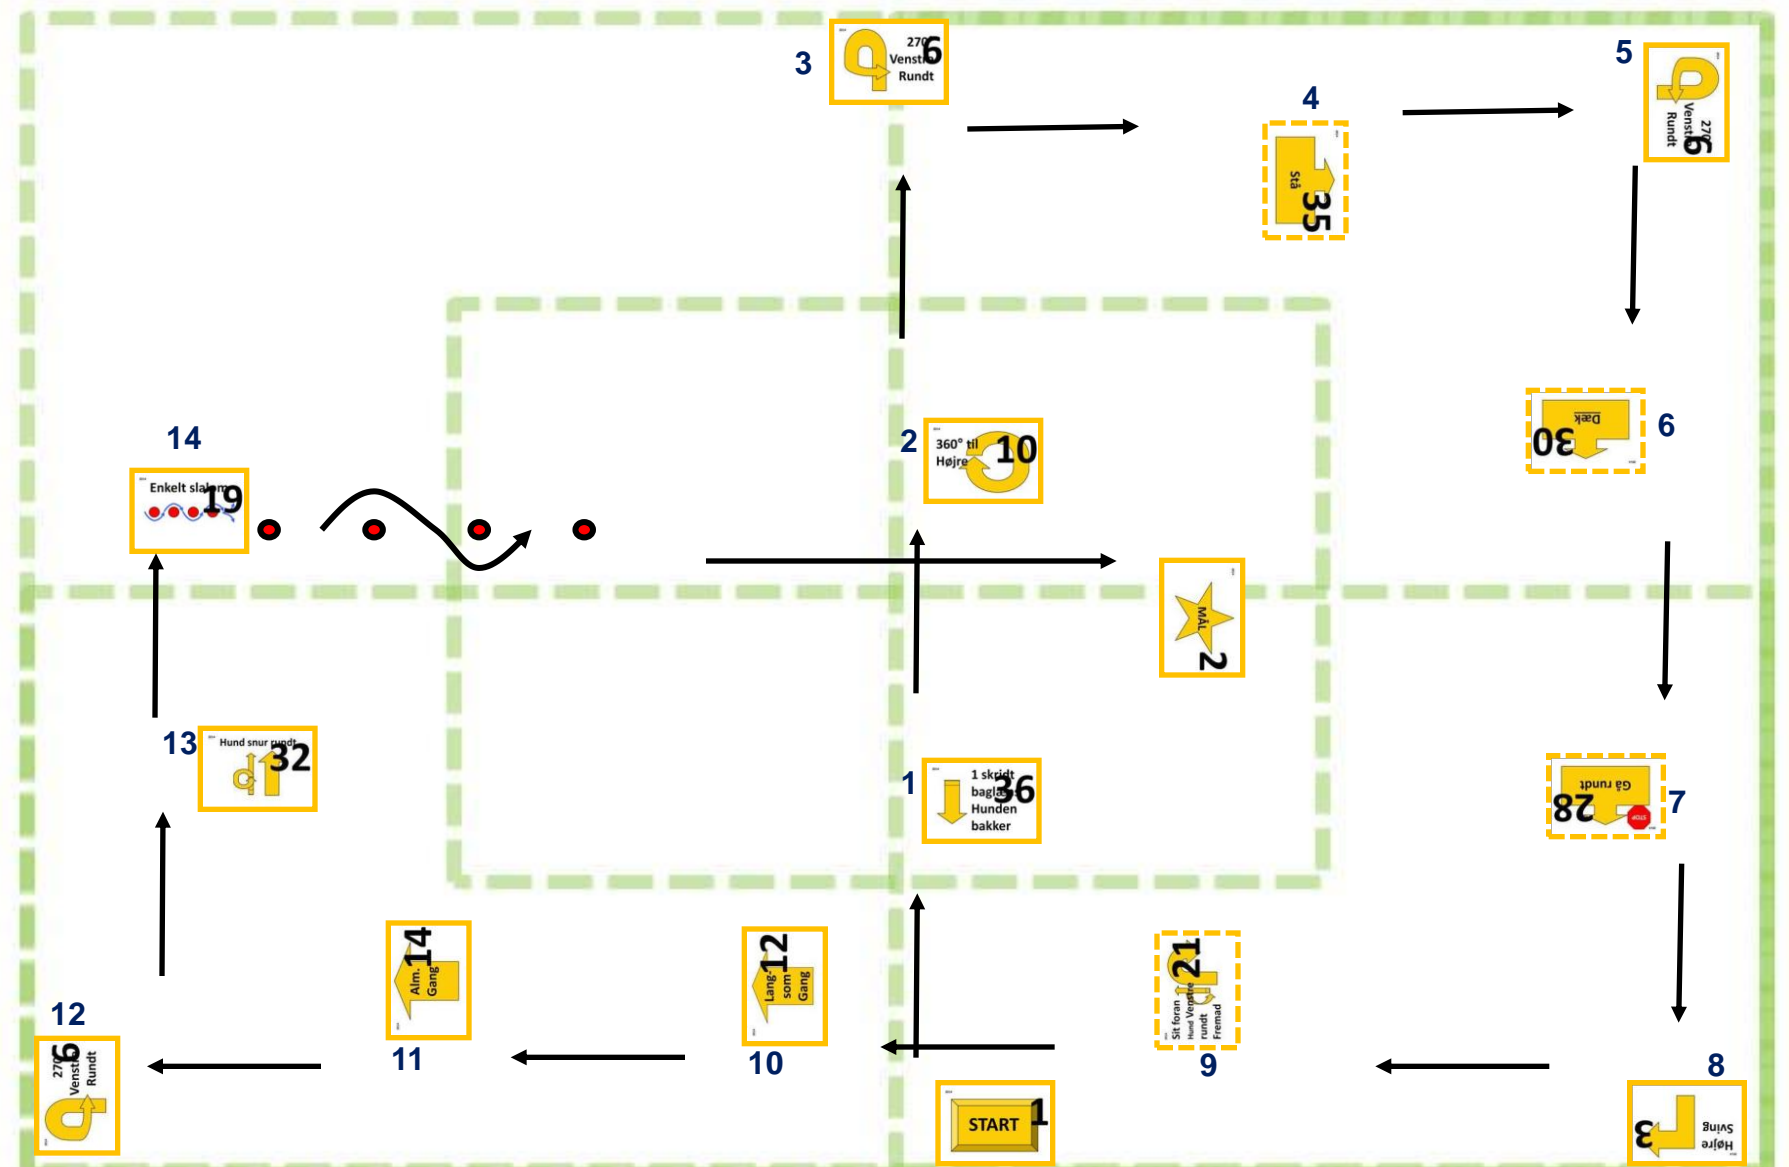 3
270°
6
Venstre
Rundt
4
Stå
35
5
270°
6
Venstre
Rundt
2
360° til
Højre
10
Dæk
30
6
14
Enkelt slalom
19
MÅL
2
13
Hund snur rundt
32
1
1 skridt
baglæns
36
Hunden
bakker
Gå rundt
28
STOP
7
11
Alm.
Gang
14
10
Lang-
som
Gang
12
9
Sit foran
Hund Venstre
rundt
Fremad
21
12
270°
6
Venstre
Rundt
START
1
8
Højre
Sving
3